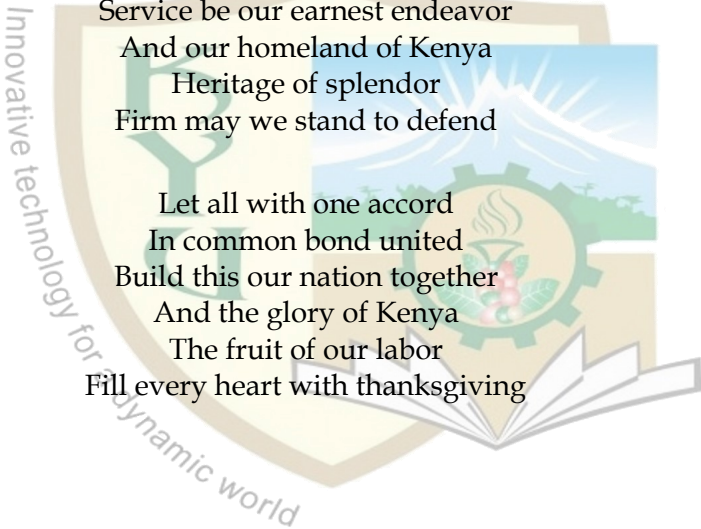 Service be our earnest endeavor
And our homeland of Kenya
Heritage of splendor
Firm may we stand to defend
Let all with one accord
In common bond united
Build this our nation together
And the glory of Kenya
The fruit of our labor
Fill every heart with thanksgiving
Innovative technology for a dynamic world